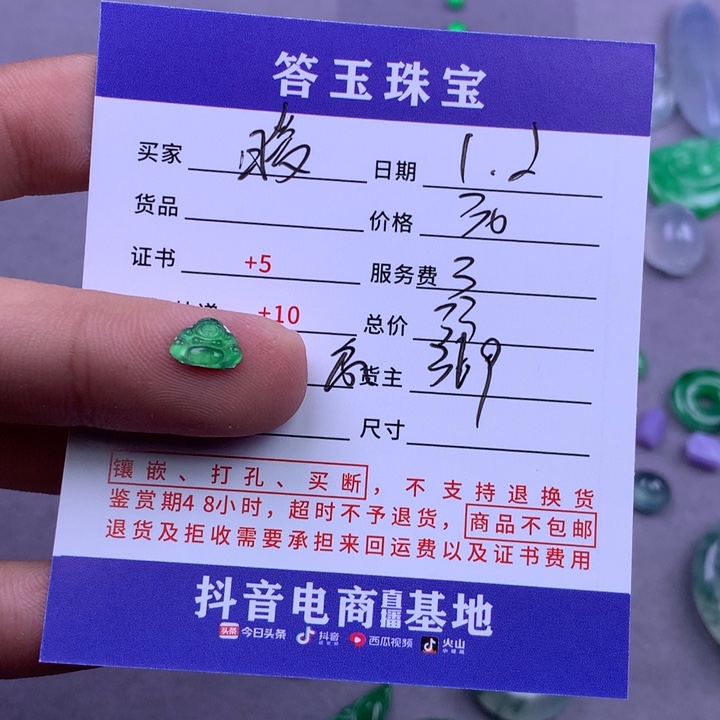 答玉珠宝
买家 日期 1.2
货品 价格 30
证书 +5 服务费 3
+10 总价 33
货主
尺寸
镶嵌、打孔、买断，不支持退换货
鉴赏期48小时，超时不予退货，商品不包邮
退货及拒收需要承担来回运费以及证书费用
抖音电商直播基地
头条 今日头条 抖音 西瓜视频 火山